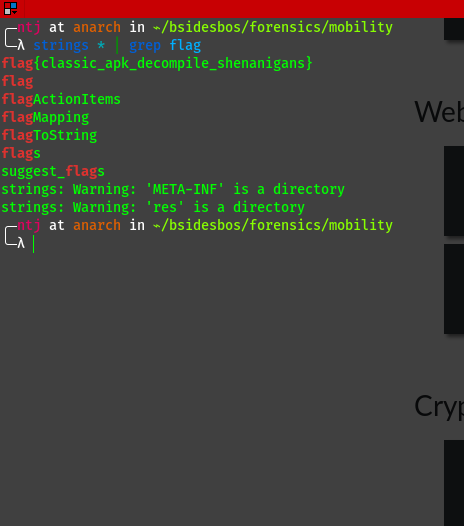 ntj at anarch in ~/bsidesbos/forensics/mobility
λ strings * | grep flag
flag{classic_apk_decompile_shenanigans}
flag
flagActionItems
flagMapping
flagToString
flags
suggest_flags
strings: Warning: 'META-INF' is a directory
strings: Warning: 'res' is a directory
ntj at anarch in ~/bsidesbos/forensics/mobility
λ
Web
Cryp